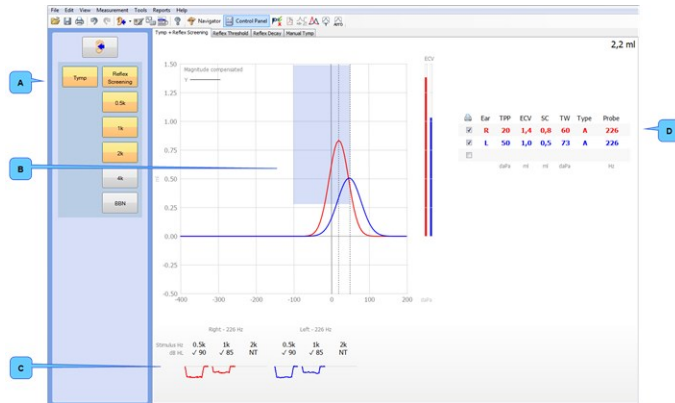 File Edit View Measurement Tools Reports Help
Navigator Control Panel
Tymp + Reflex Screening Reflex Threshold Reflex Decay Manual Tymp
2,2 ml
A
Tymp
Reflex Screening
0.5k
1k
2k
4k
BBN
B
C
D
ECV
Magnitude compensated
Y
1.50
1.25
1.00
0.75
0.50
0.25
0.00
-0.25
-0.50
-400 -300 -200 -100 0 100 200 daPa
Ear TPP ECV SC TW Type Probe
R 20 1,4 0,8 60 A 226
L 50 1,0 0,5 73 A 226
daPa ml ml daPa Hz
Right - 226 Hz Left - 226 Hz
Stimulus Hz 0.5k 1k 2k 0.5k 1k 2k
dB HL ✓ 90 ✓ 85 NT ✓ 90 ✓ 85 NT